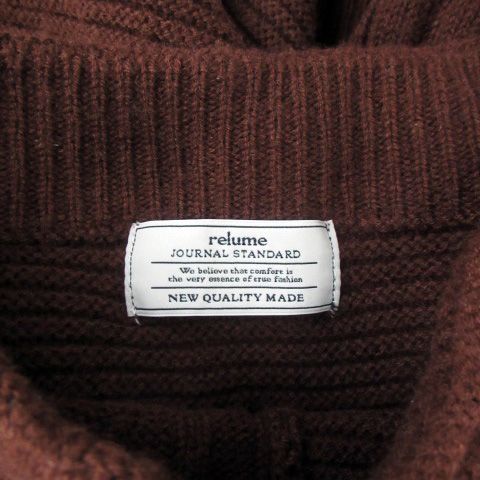 relume
JOURNAL STANDARD
We believe that comfort is
the very essence of true fashion
NEW QUALITY MADE